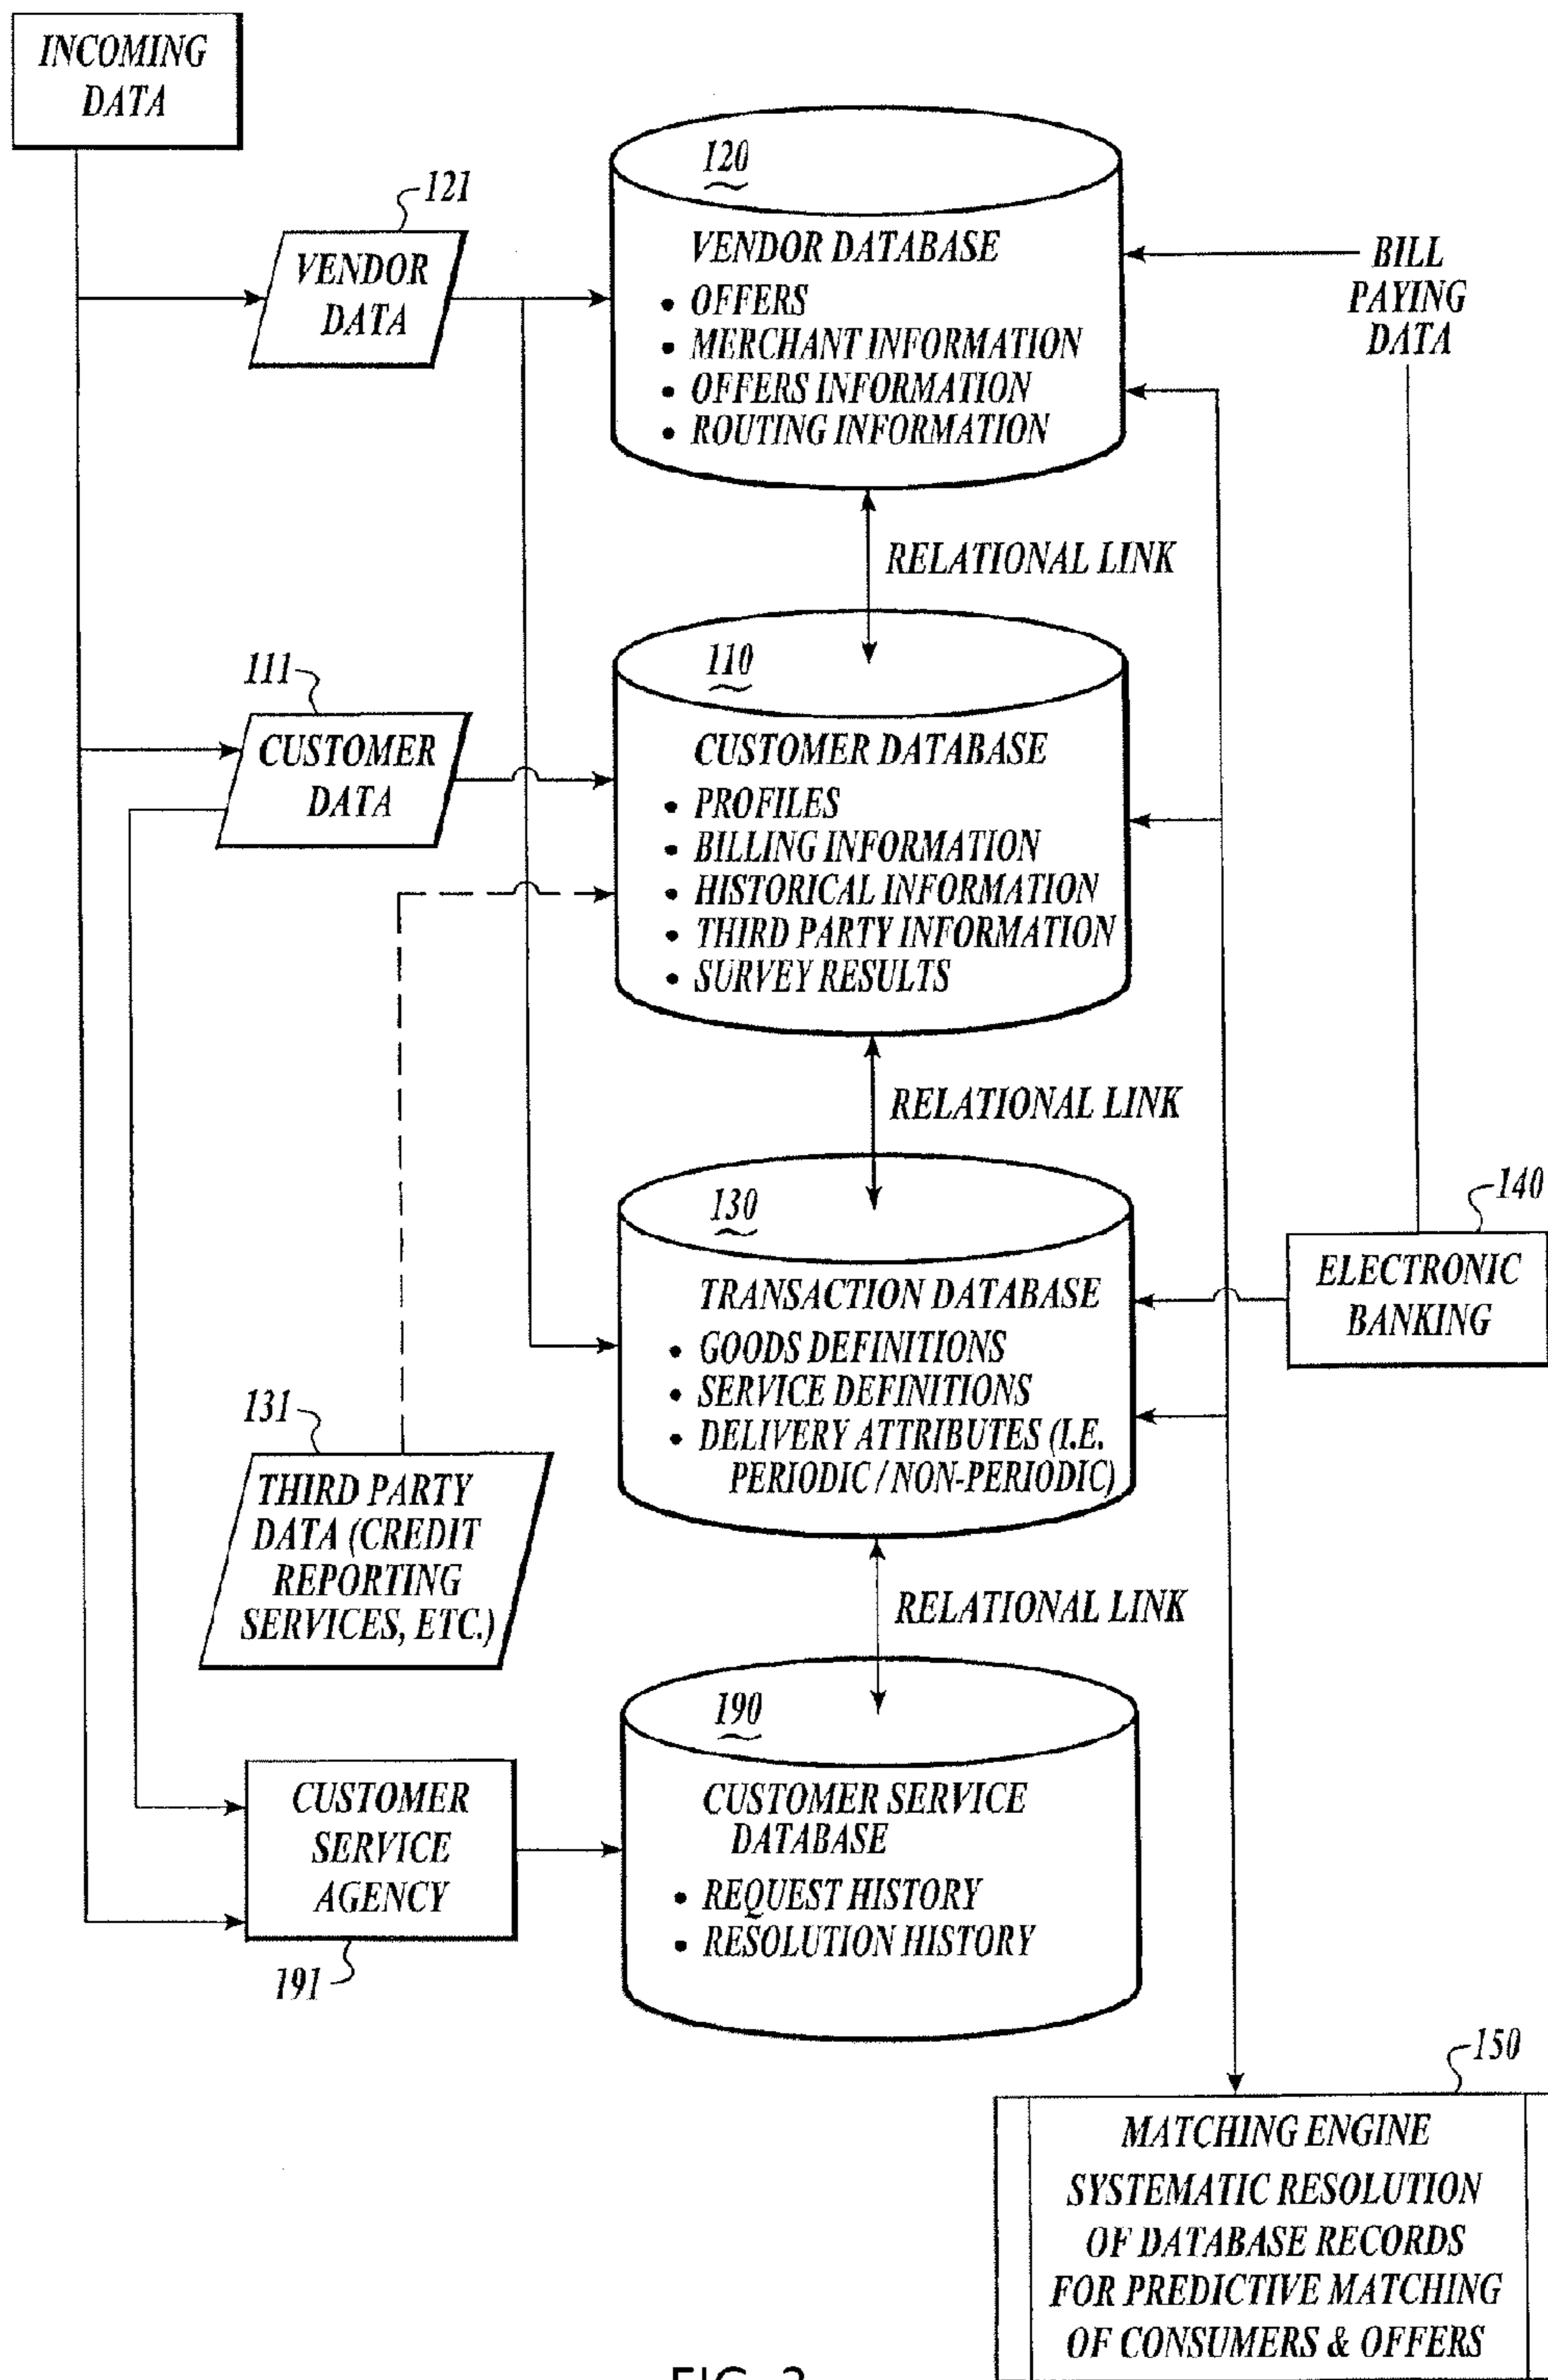 INCOMING
DATA
121
VENDOR
DATA
120
VENDOR DATABASE
• OFFERS
• MERCHANT INFORMATION
• OFFERS INFORMATION
• ROUTING INFORMATION
BILL
PAYING
DATA
RELATIONAL LINK
111
CUSTOMER
DATA
110
CUSTOMER DATABASE
• PROFILES
• BILLING INFORMATION
• HISTORICAL INFORMATION
• THIRD PARTY INFORMATION
• SURVEY RESULTS
RELATIONAL LINK
130
TRANSACTION DATABASE
• GOODS DEFINITIONS
• SERVICE DEFINITIONS
• DELIVERY ATTRIBUTES (I.E.
PERIODIC / NON-PERIODIC)
140
ELECTRONIC
BANKING
131
THIRD PARTY
DATA (CREDIT
REPORTING
SERVICES, ETC.)
RELATIONAL LINK
190
CUSTOMER SERVICE
DATABASE
• REQUEST HISTORY
• RESOLUTION HISTORY
CUSTOMER
SERVICE
AGENCY
191
150
MATCHING ENGINE
SYSTEMATIC RESOLUTION
OF DATABASE RECORDS
FOR PREDICTIVE MATCHING
OF CONSUMERS & OFFERS